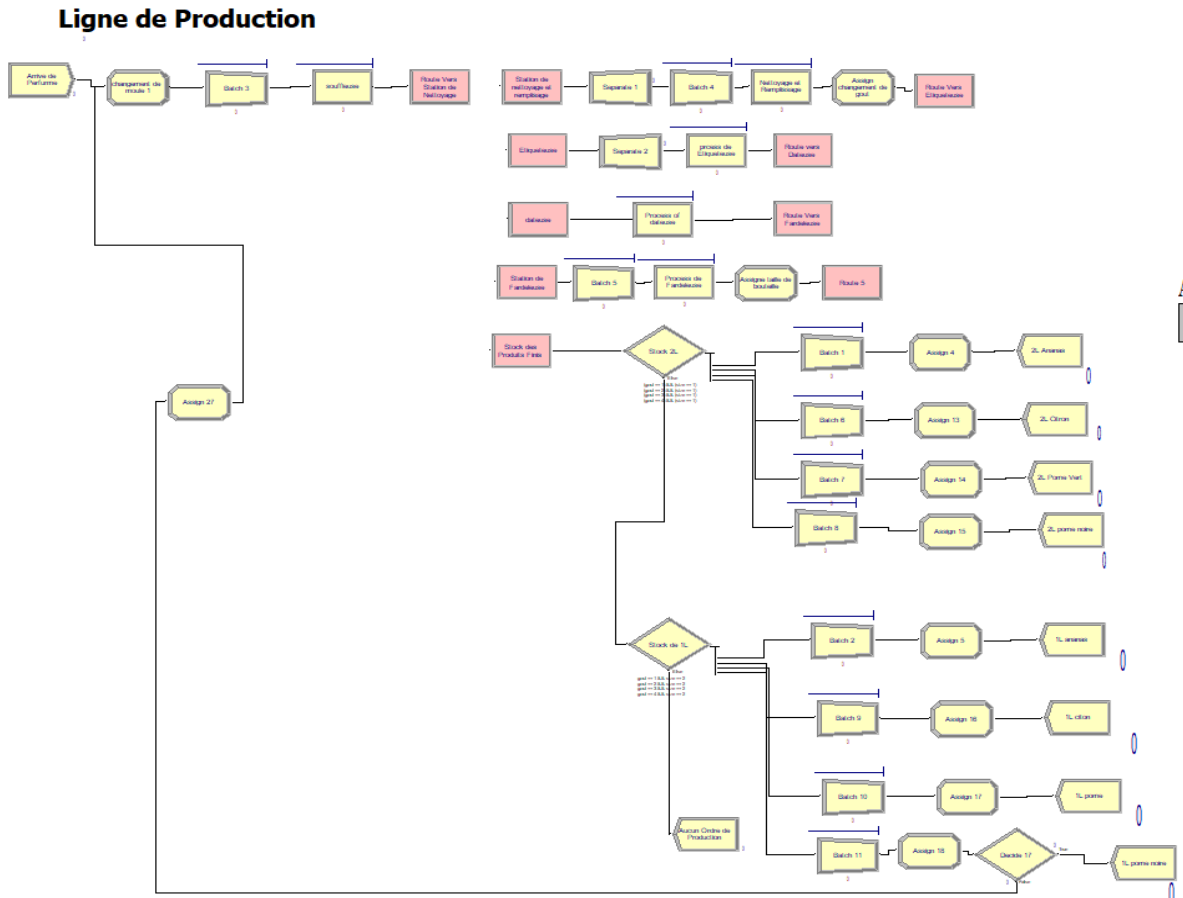 Ligne de Production
Arrive de
Perfurme
changement de
moule 1
Batch 3
souffleuse
Route Vers
Station de
Nettoyage
Station de
nettoyage et
remplissage
Separate 1
Batch 4
Nettoyage et
Remplissage
Assign
changement de
gout
Route Vers
Etiqueteuse
Etiqueteuse
Separate 2
procss de
Etiqueteuse
Route vers
Dateuse
dateuse
Process of
dateuse
Route Vers
Fardeleuse
Station de
Fardeleuse
Batch 5
Process de
Fardeleuse
Assigne taille de
bouteille
Route 5
Stock des
Produits Finis
Stock 2L
Batch 1
Assign 4
2L Ananas
Assign 27
Batch 6
Assign 13
2L Citron
Batch 7
Assign 14
2L Pome Vert
Batch 8
Assign 15
2L pome noire
Stock de 1L
Batch 2
Assign 5
1L ananas
Batch 9
Assign 16
1L citon
Batch 10
Assign 17
1L pome
Aucun Ordre de
Production
Batch 11
Assign 18
Decide 17
True
False
1L pome noire